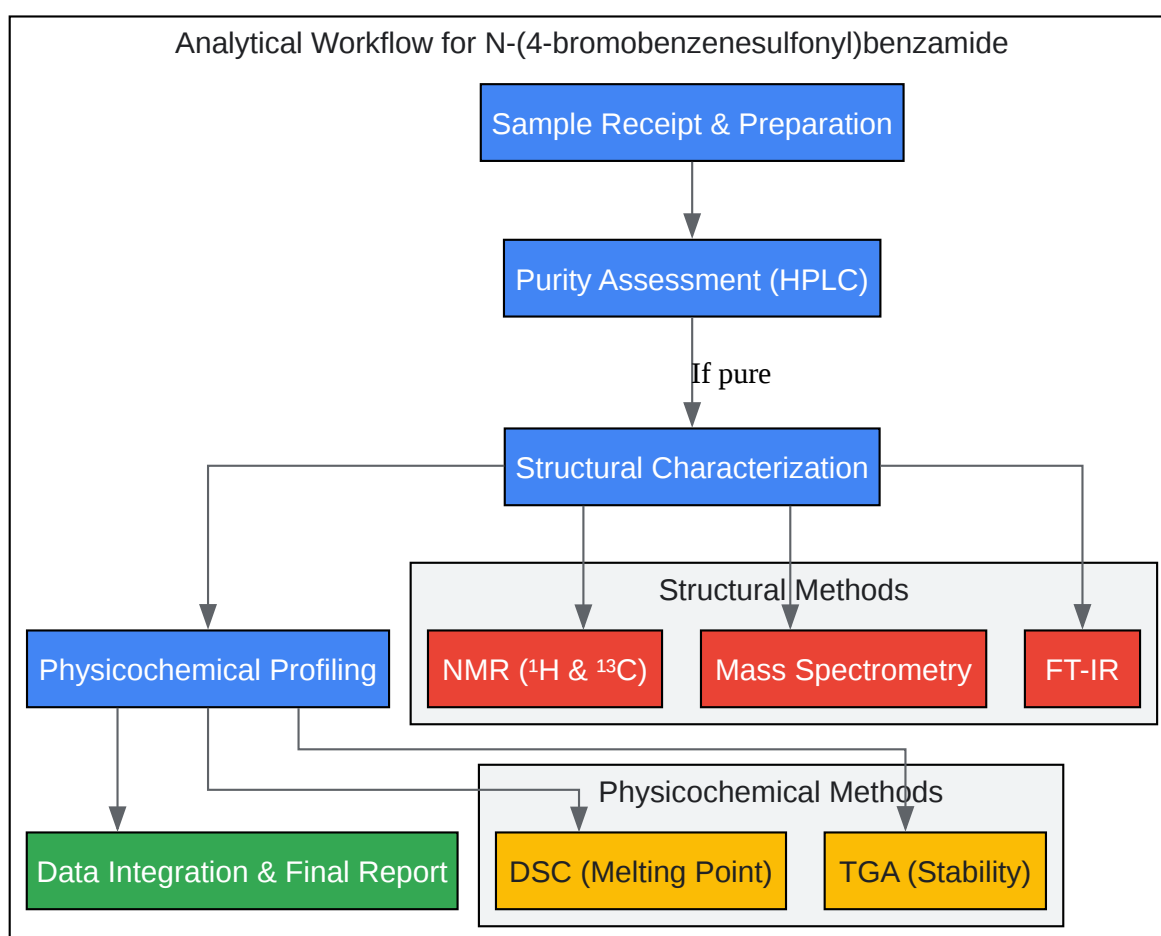 Analytical Workflow for N-(4-bromobenzenesulfonyl)benzamide
Sample Receipt & Preparation
Purity Assessment (HPLC)
If pure
Structural Characterization
Structural Methods
Physicochemical Profiling
NMR (¹H & ¹³C)
Mass Spectrometry
FT-IR
Physicochemical Methods
Data Integration & Final Report
DSC (Melting Point)
TGA (Stability)